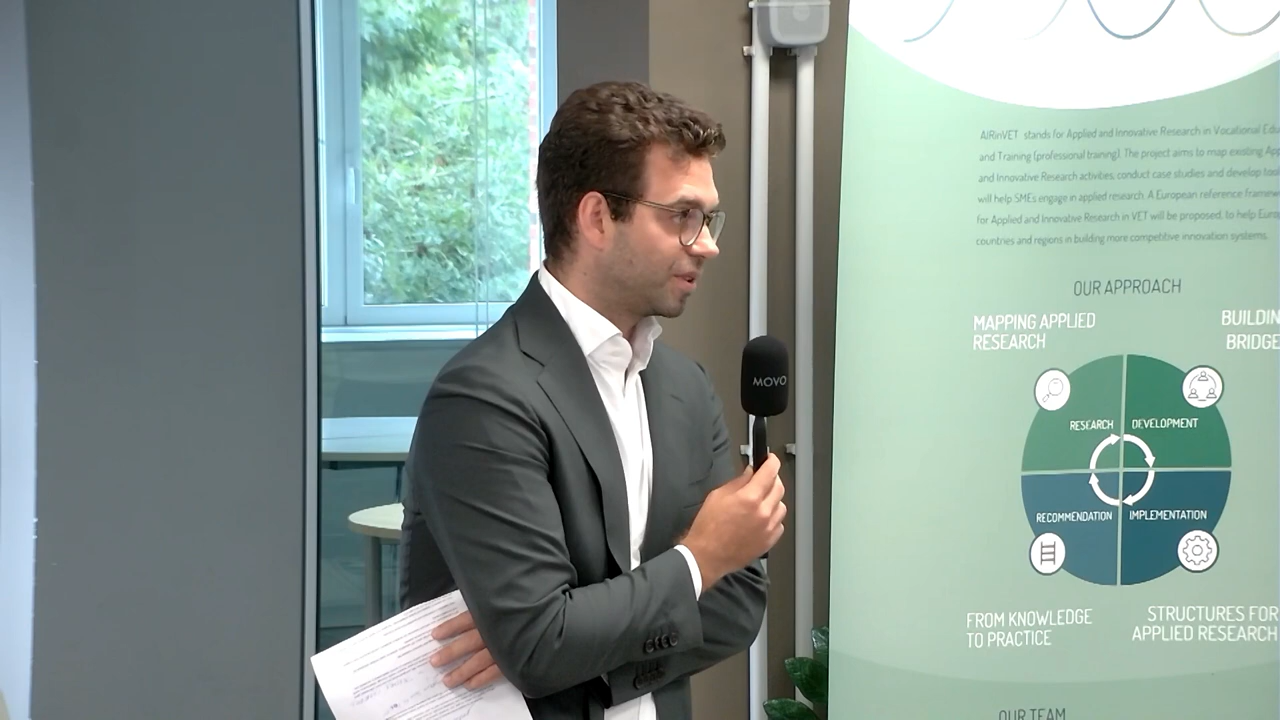 AIRinVET stands for Applied and Innovative Research in Vocational Edu
and Training (professional training). The project aims to map existing App
and Innovative Research activities, conduct case studies and develop tool
will help SMEs engage in applied research. A European reference framew
for Applied and Innovative Research in VET will be proposed, to help Euro
countries and regions in building more competitive innovation systems.
OUR APPROACH
MAPPING APPLIED
RESEARCH
BUILDIN
BRIDGE
MOVO
RESEARCH
DEVELOPMENT
RECOMMENDATION
IMPLEMENTATION
FROM KNOWLEDGE
TO PRACTICE
STRUCTURES FOR
APPLIED RESEARCH
OUR TEAM